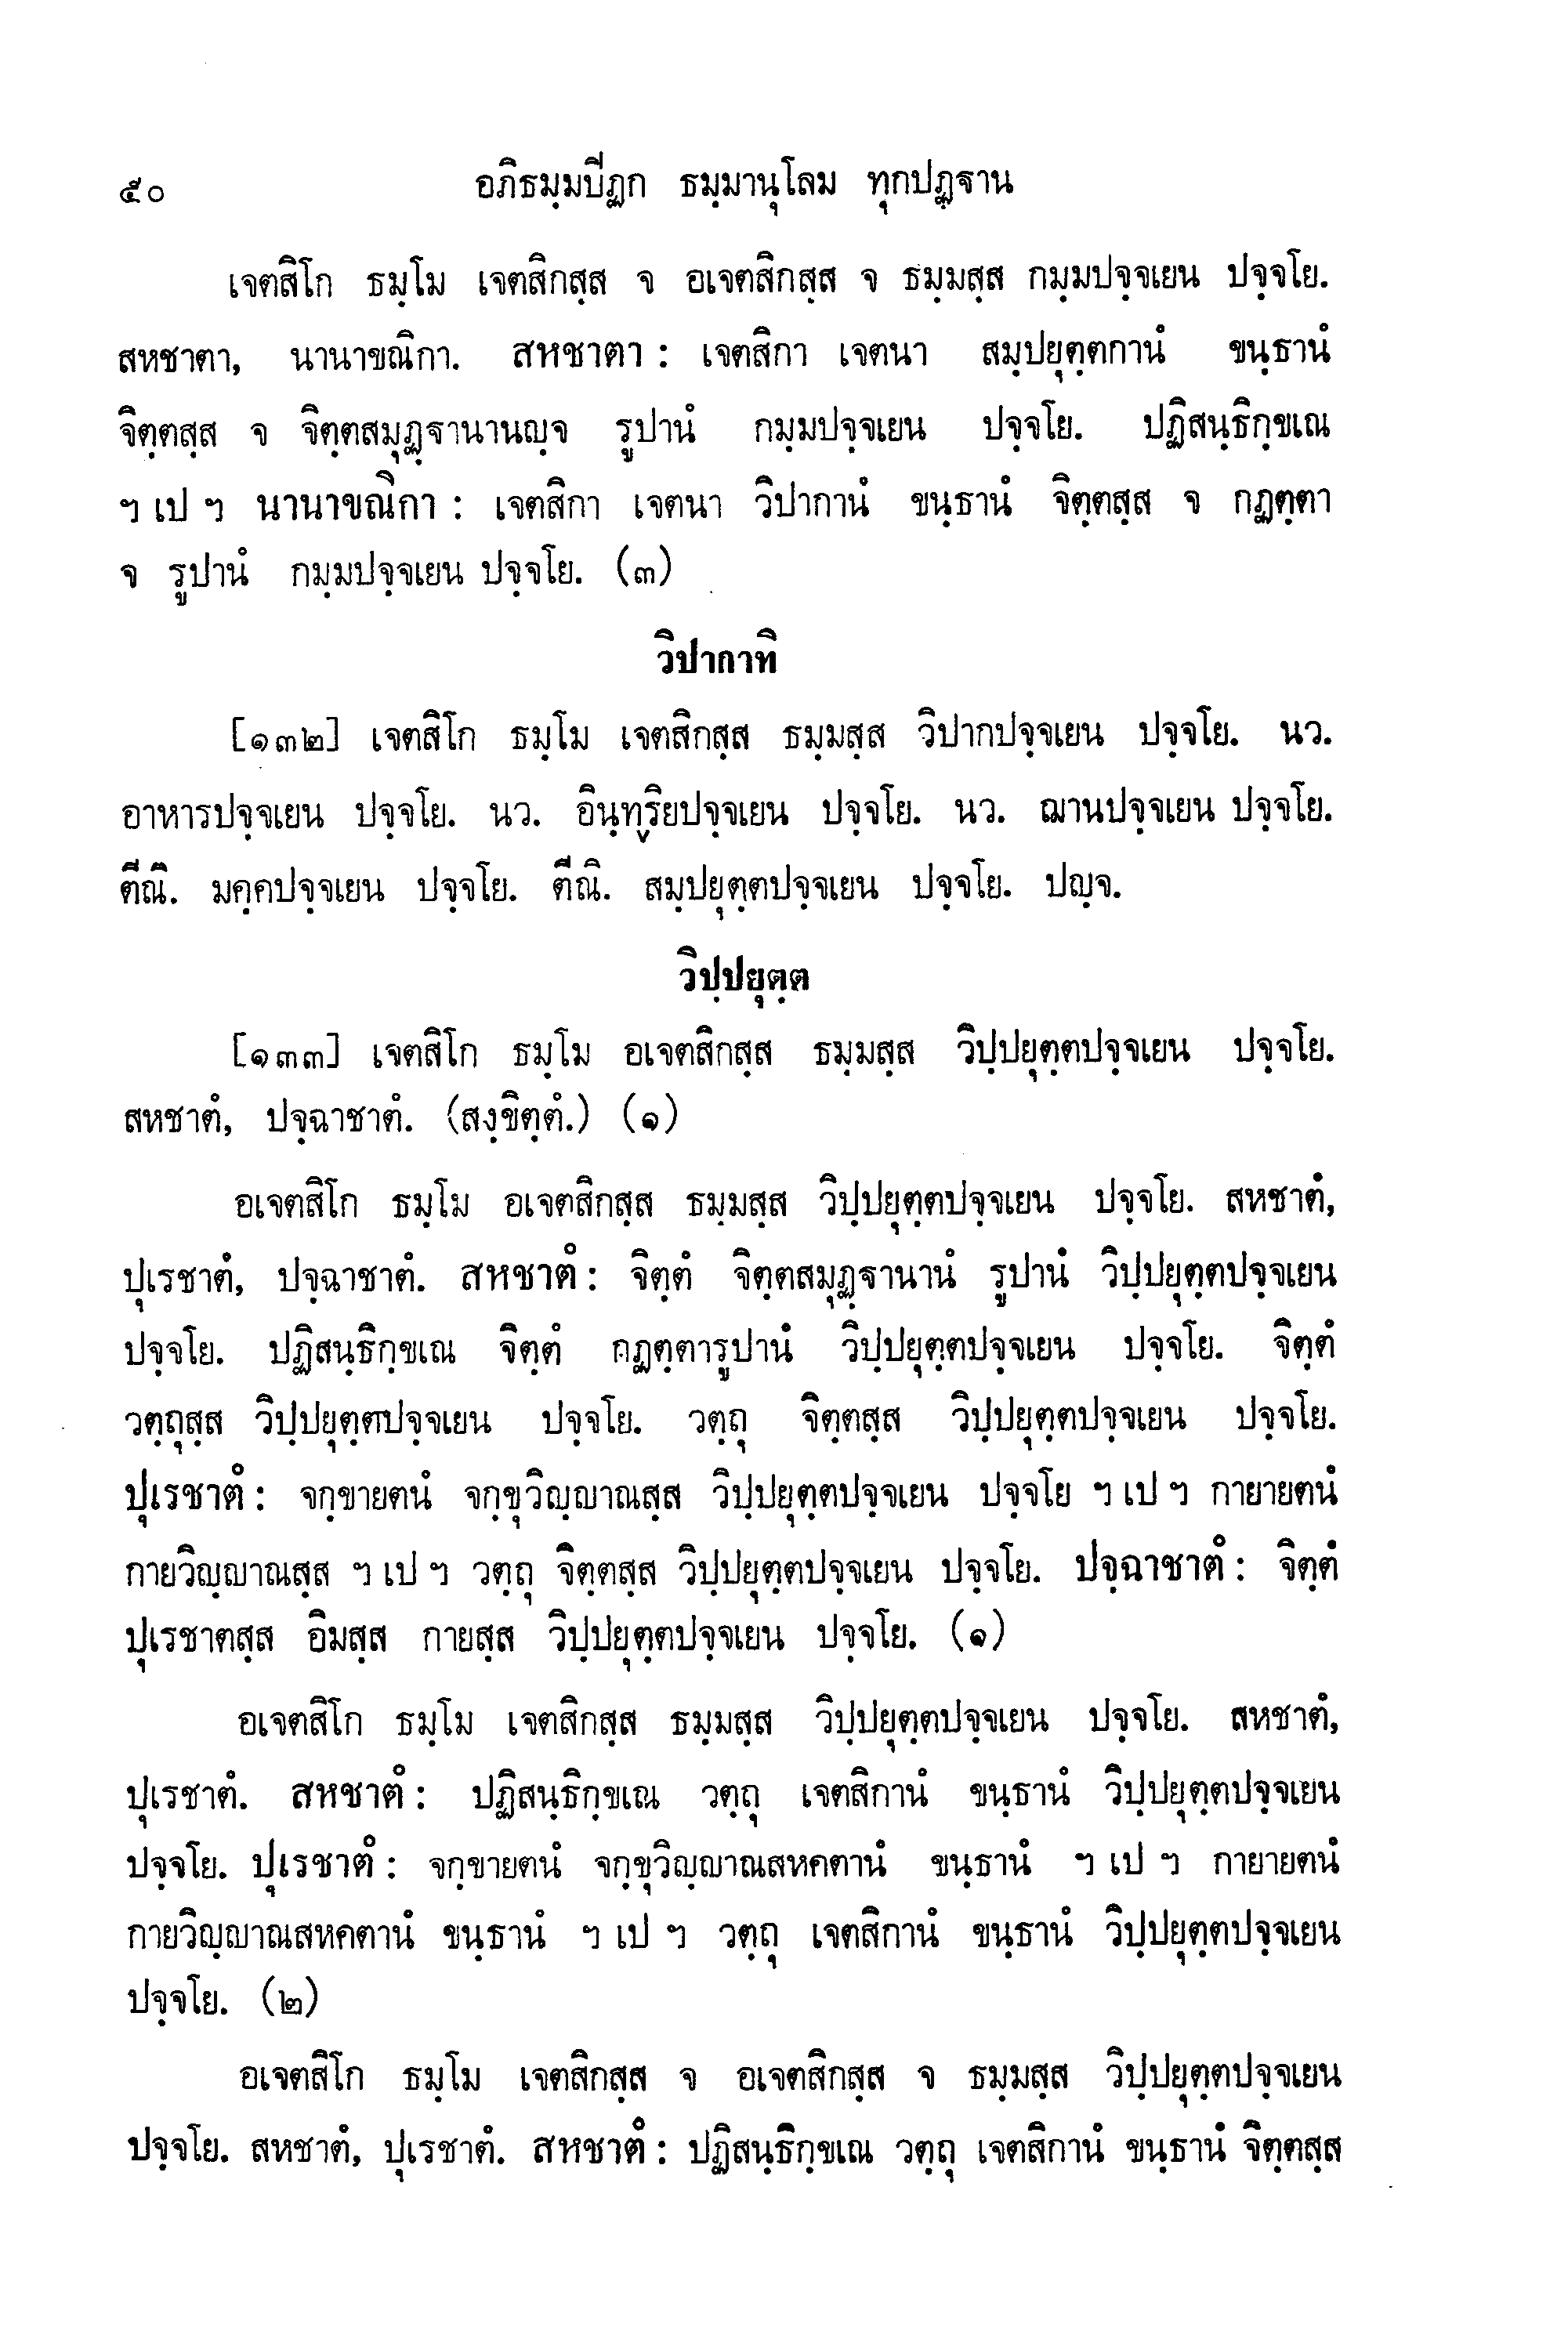 ๕๐ อภิธมฺมปีฏก ธมฺมานุโลม ทุกปฏฺฐาน
เจตสิโก ธมฺโม เจตสิกสฺส จ อเจตสิกสฺส จ ธมฺมสฺส กมฺมปจฺจเยน ปจฺจโย.
สหชาตา, นานาขณิกา. สหชาตา : เจตสิกา เจตนา สมฺปยุตฺตกานํ ขนฺธานํ
จิตฺตสฺส จ จิตฺตสมุฏฺฐานานญฺจ รูปานํ กมฺมปจฺจเยน ปจฺจโย. ปฏิสนฺธิกฺขเณ
ฯ เป ฯ นานาขณิกา : เจตสิกา เจตนา วิปากานํ ขนฺธานํ จิตฺตสฺส จ กฏตฺตา
จ รูปานํ กมฺมปจฺจเยน ปจฺจโย. (๓)
วิปากาทิ
[๑๓๒] เจตสิโก ธมฺโม เจตสิกสฺส ธมฺมสฺส วิปากปจฺจเยน ปจฺจโย. นว.
อาหารปจฺจเยน ปจฺจโย. นว. อินฺทฺริยปจฺจเยน ปจฺจโย. นว. ฌานปจฺจเยน ปจฺจโย.
ตีณิ. มคฺคปจฺจเยน ปจฺจโย. ตีณิ. สมฺปยุตฺตปจฺจเยน ปจฺจโย. ปญฺจ.
วิปฺปยุตฺต
[๑๓๓] เจตสิโก ธมฺโม อเจตสิกสฺส ธมฺมสฺส วิปฺปยุตฺตปจฺจเยน ปจฺจโย.
สหชาตํ, ปจฺฉาชาตํ. (สงฺขิตฺตํ.) (๑)
อเจตสิโก ธมฺโม อเจตสิกสฺส ธมฺมสฺส วิปฺปยุตฺตปจฺจเยน ปจฺจโย. สหชาตํ,
ปุเรชาตํ, ปจฺฉาชาตํ. สหชาตํ : จิตฺตํ จิตฺตสมุฏฺฐานานํ รูปานํ วิปฺปยุตฺตปจฺจเยน
ปจฺจโย. ปฏิสนฺธิกฺขเณ จิตฺตํ กฏตฺตารูปานํ วิปฺปยุตฺตปจฺจเยน ปจฺจโย. จิตฺตํ
วตฺถุสฺส วิปฺปยุตฺตปจฺจเยน ปจฺจโย. วตฺถุ จิตฺตสฺส วิปฺปยุตฺตปจฺจเยน ปจฺจโย.
ปุเรชาตํ : จกฺขายตนํ จกฺขุวิญฺญาณสฺส วิปฺปยุตฺตปจฺจเยน ปจฺจโย ฯ เป ฯ กายายตนํ
กายวิญฺญาณสฺส ฯ เป ฯ วตฺถุ จิตฺตสฺส วิปฺปยุตฺตปจฺจเยน ปจฺจโย. ปจฺฉาชาตํ : จิตฺตํ
ปุเรชาตสฺส อิมสฺส กายสฺส วิปฺปยุตฺตปจฺจเยน ปจฺจโย. (๑)
อเจตสิโก ธมฺโม เจตสิกสฺส ธมฺมสฺส วิปฺปยุตฺตปจฺจเยน ปจฺจโย. สหชาตํ,
ปุเรชาตํ. สหชาตํ : ปฏิสนฺธิกฺขเณ วตฺถุ เจตสิกานํ ขนฺธานํ วิปฺปยุตฺตปจฺจเยน
ปจฺจโย. ปุเรชาตํ : จกฺขายตนํ จกฺขุวิญฺญาณสหคตานํ ขนฺธานํ ฯ เป ฯ กายายตนํ
กายวิญฺญาณสหคตานํ ขนฺธานํ ฯ เป ฯ วตฺถุ เจตสิกานํ ขนฺธานํ วิปฺปยุตฺตปจฺจเยน
ปจฺจโย. (๒)
อเจตสิโก ธมฺโม เจตสิกสฺส จ อเจตสิกสฺส จ ธมฺมสฺส วิปฺปยุตฺตปจฺจเยน
ปจฺจโย. สหชาตํ, ปุเรชาตํ. สหชาตํ : ปฏิสนฺธิกฺขเณ วตฺถุ เจตสิกานํ ขนฺธานํ จิตฺตสฺส